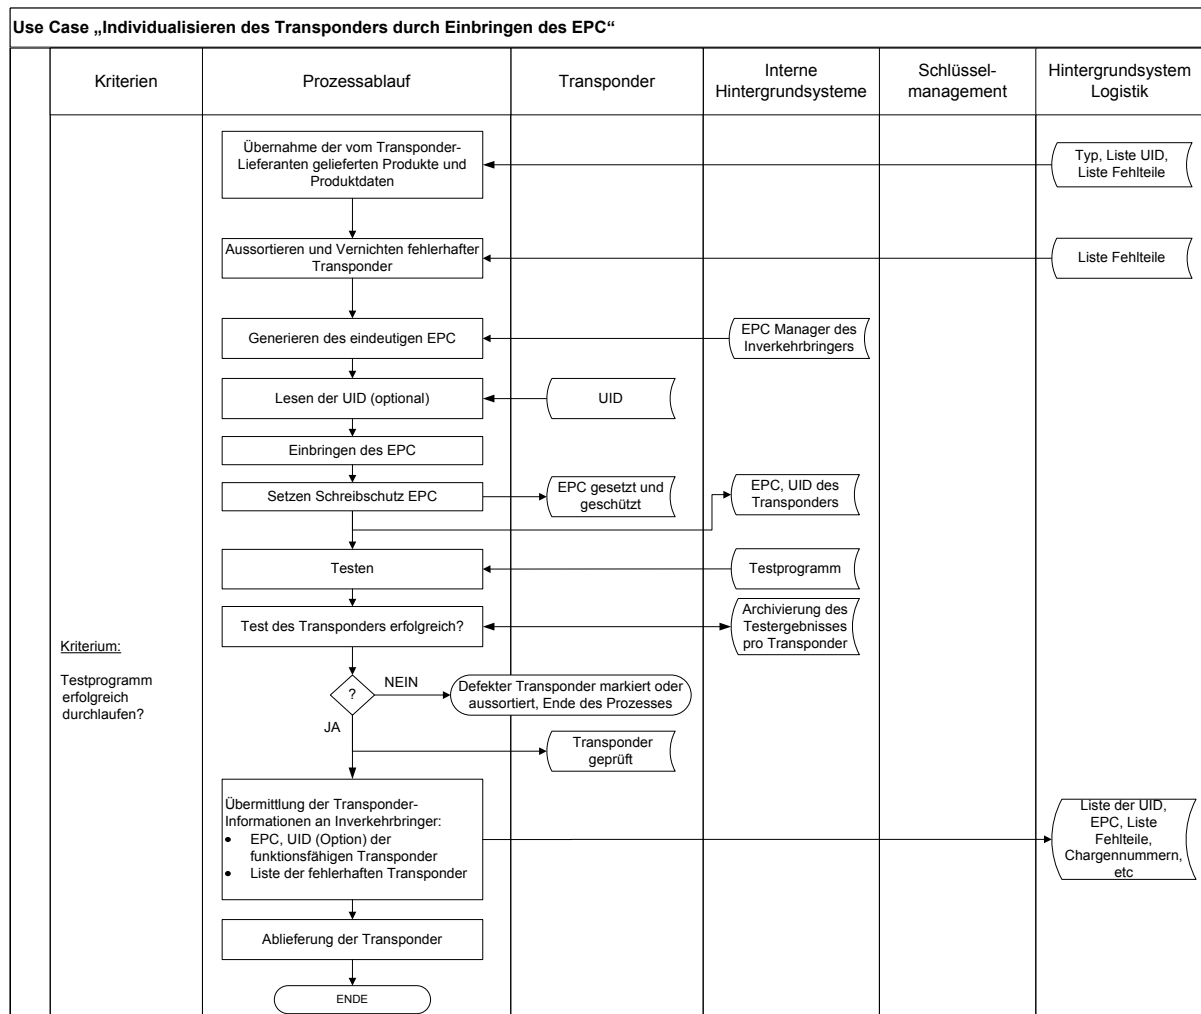 Use Case „Individualisieren des Transponders durch Einbringen des EPC“
Kriterien
Prozessablauf
Transponder
Interne
Hintergrundsysteme
Schlüssel-
management
Hintergrundsystem
Logistik
Übernahme der vom Transponder-
Lieferanten gelieferten Produkte und
Produktdaten
Typ, Liste UID,
Liste Fehlteile
Aussortieren und Vernichten fehlerhafter
Transponder
Liste Fehlteile
Generieren des eindeutigen EPC
EPC Manager des
Inverkehrbringers
Lesen der UID (optional)
UID
Einbringen des EPC
Setzen Schreibschutz EPC
EPC gesetzt und
geschützt
EPC, UID des
Transponders
Testen
Testprogramm
Test des Transponders erfolgreich?
Archivierung des
Testergebnisses
pro Transponder
Kriterium:
Testprogramm
erfolgreich
durchlaufen?
?
NEIN
Defekter Transponder markiert oder
aussortiert, Ende des Prozesses
JA
Transponder
geprüft
Übermittlung der Transponder-
Informationen an Inverkehrbringer:
• EPC, UID (Option) der
funktionsfähigen Transponder
• Liste der fehlerhaften Transponder
Liste der UID,
EPC, Liste
Fehlteile,
Chargennummern,
etc
Ablieferung der Transponder
ENDE